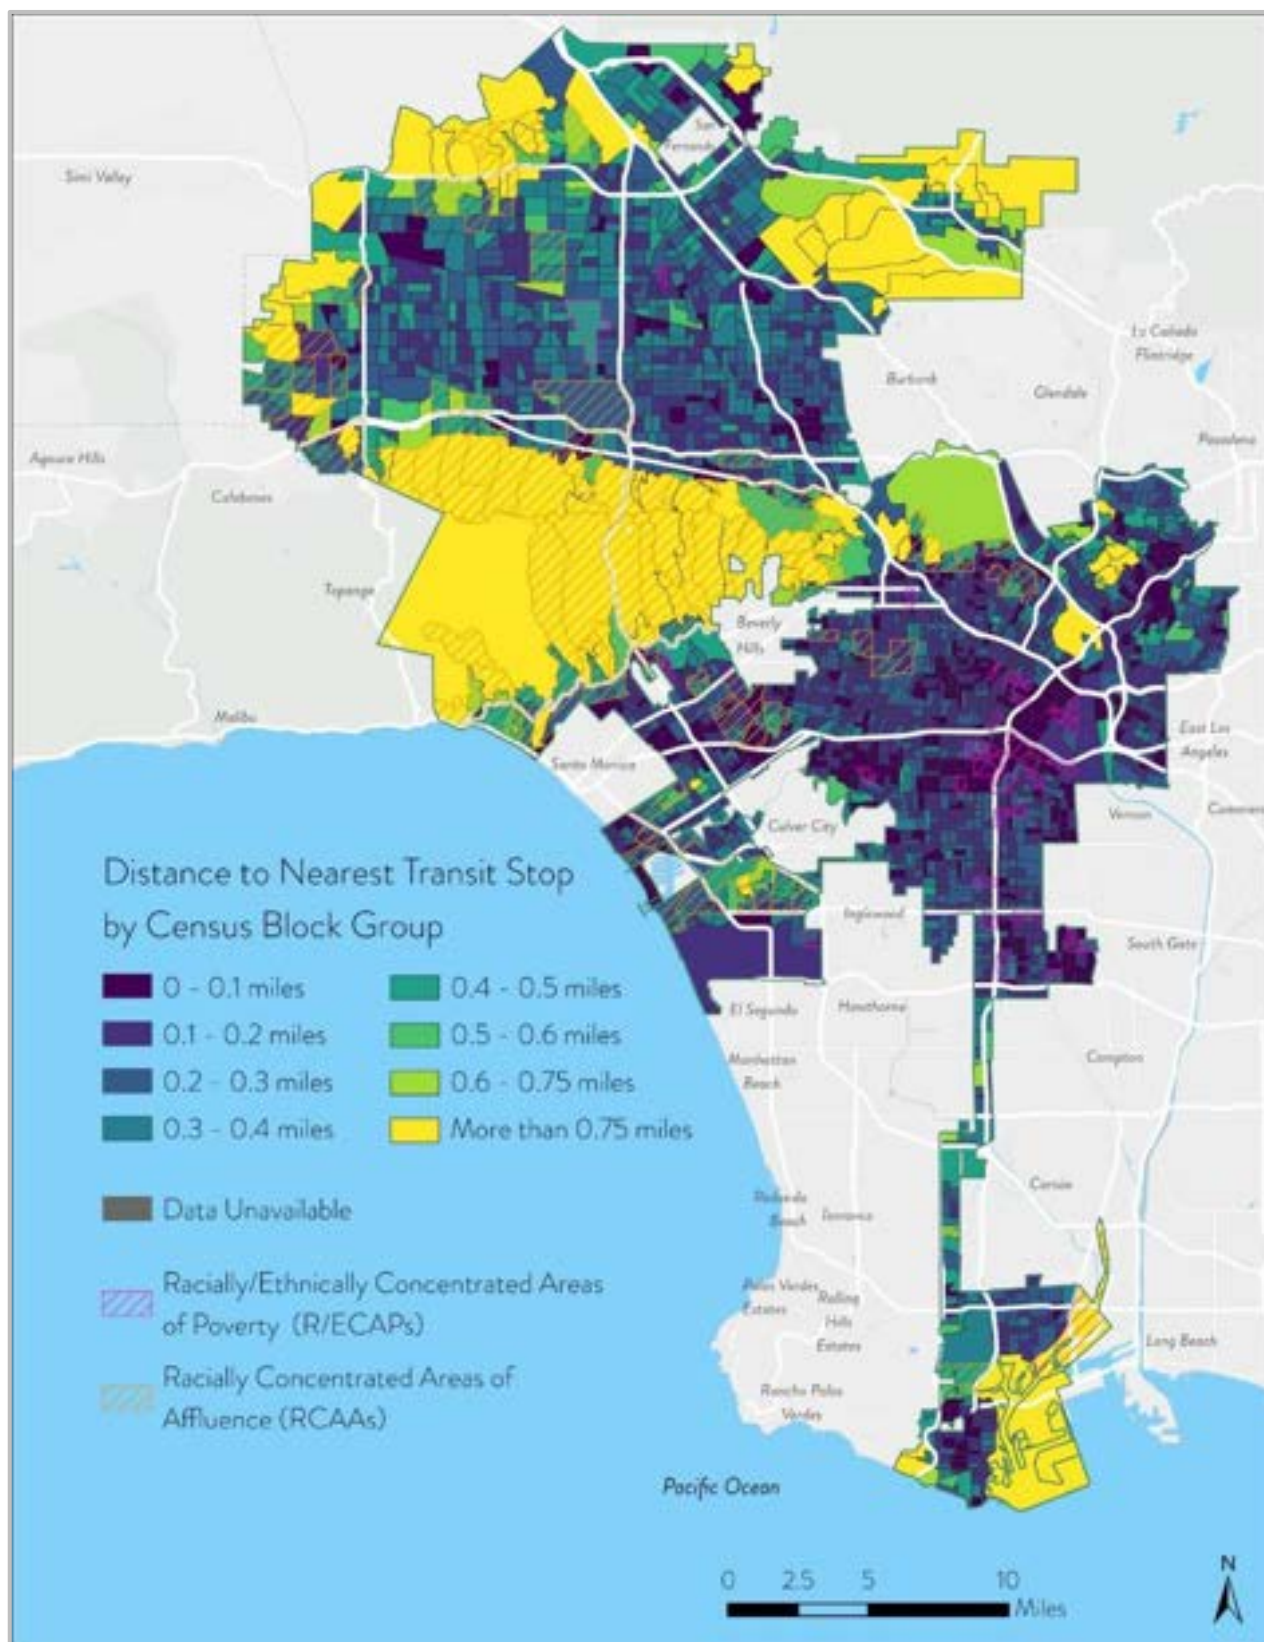 San
Fernando
Simi Valley
La Cañada
Flintridge
Burbank
Glendale
Pasadena
Agoura Hills
Calabasas
Topanga
Beverly
Hills
Malibu
East Los
Angeles
Santa Monica
Vernon
Commerc
Culver City
Inglewood
South Gate
El Segundo
Hawthorne
Manhattan
Beach
Compton
Carson
Redondo
Beach
Torrance
Palos Verdes
Estates
Rolling
Hills
Estates
Long Beach
Rancho Palos
Verdes
Pacific Ocean
Distance to Nearest Transit Stop
by Census Block Group
0 - 0.1 miles
0.1 - 0.2 miles
0.2 - 0.3 miles
0.3 - 0.4 miles
0.4 - 0.5 miles
0.5 - 0.6 miles
0.6 - 0.75 miles
More than 0.75 miles
Data Unavailable
Racially/Ethnically Concentrated Areas
of Poverty (R/ECAPs)
Racially Concentrated Areas of
Affluence (RCAAs)
0 2.5 5 10
Miles
N